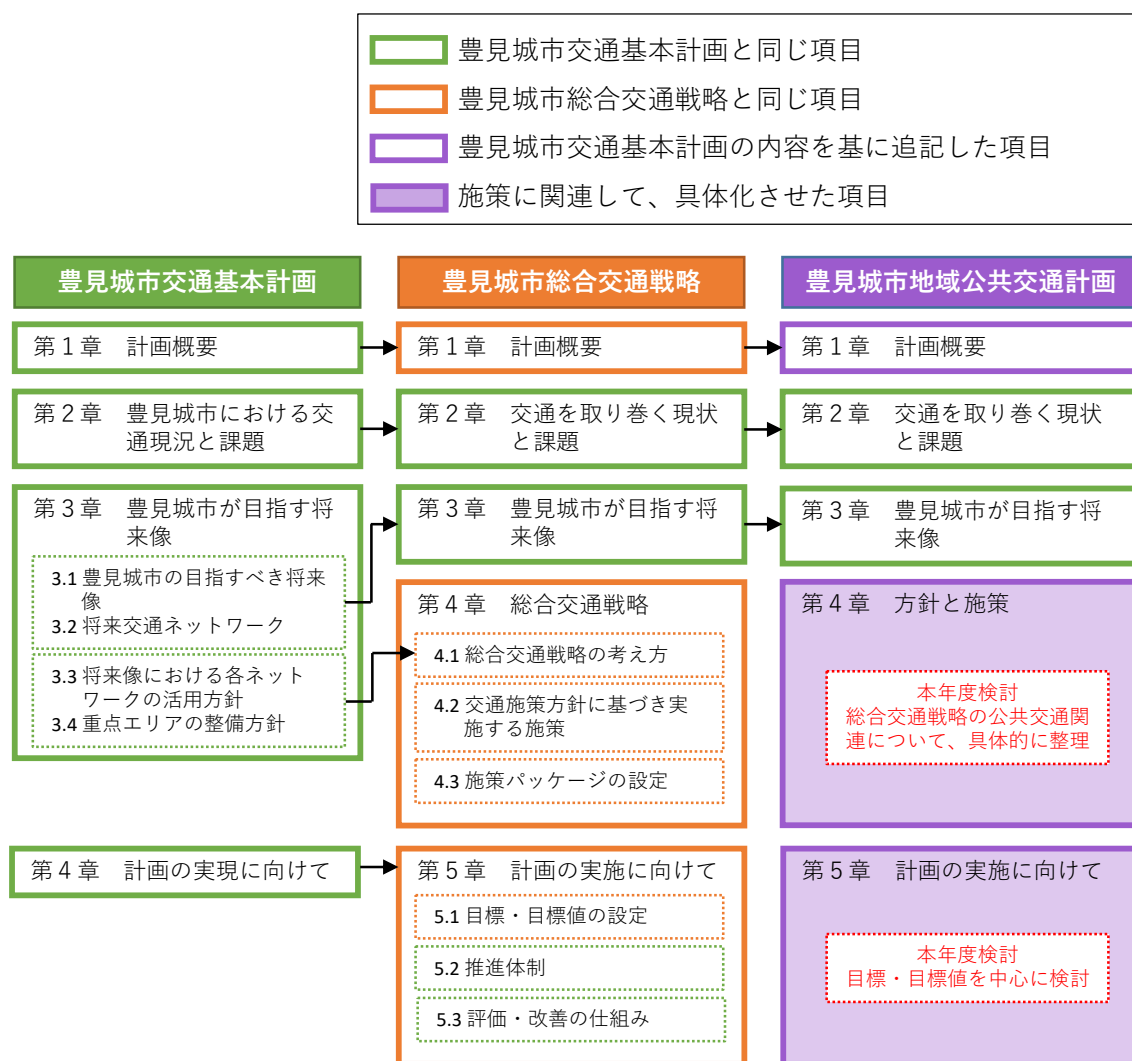 豊見城市交通基本計画と同じ項目
豊見城市総合交通戦略と同じ項目
豊見城市交通基本計画の内容を基に追記した項目
施策に関連して、具体化させた項目
豊見城市交通基本計画
第１章　計画概要
第２章　豊見城市における交
通現況と課題
第３章　豊見城市が目指す将
来像
3.1 豊見城市の目指すべき将来
像
3.2 将来交通ネットワーク
3.3 将来像における各ネット
ワークの活用方針
3.4 重点エリアの整備方針
第４章　計画の実現に向けて
豊見城市総合交通戦略
第１章　計画概要
第２章　交通を取り巻く現状
と課題
第３章　豊見城市が目指す将
来像
第４章　総合交通戦略
4.1 総合交通戦略の考え方
4.2 交通施策方針に基づき実
施する施策
4.3 施策パッケージの設定
第５章　計画の実施に向けて
5.1 目標・目標値の設定
5.2 推進体制
5.3 評価・改善の仕組み
豊見城市地域公共交通計画
第１章　計画概要
第２章　交通を取り巻く現状
と課題
第３章　豊見城市が目指す将
来像
第４章　方針と施策
本年度検討
総合交通戦略の公共交通関
連について、具体的に整理
第５章　計画の実施に向けて
本年度検討
目標・目標値を中心に検討